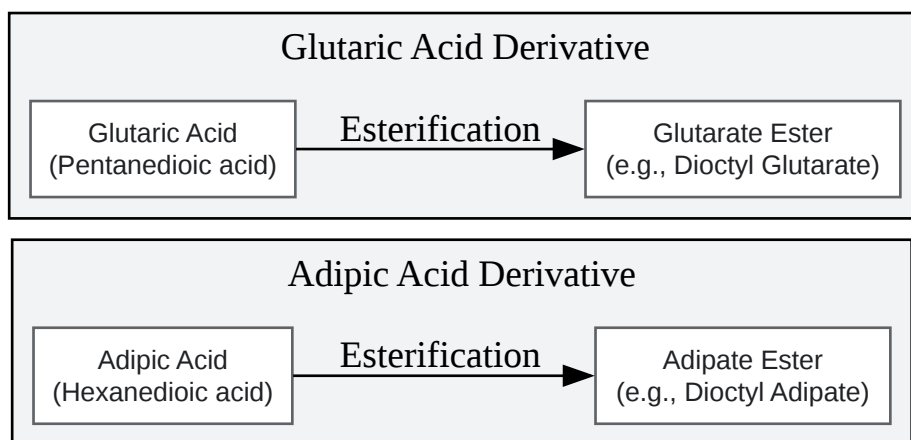 Glutaric Acid Derivative
Glutaric Acid
(Pentanedioic acid)
Esterification
Glutarate Ester
(e.g., Dioctyl Glutarate)
Adipic Acid Derivative
Adipic Acid
(Hexanedioic acid)
Esterification
Adipate Ester
(e.g., Dioctyl Adipate)